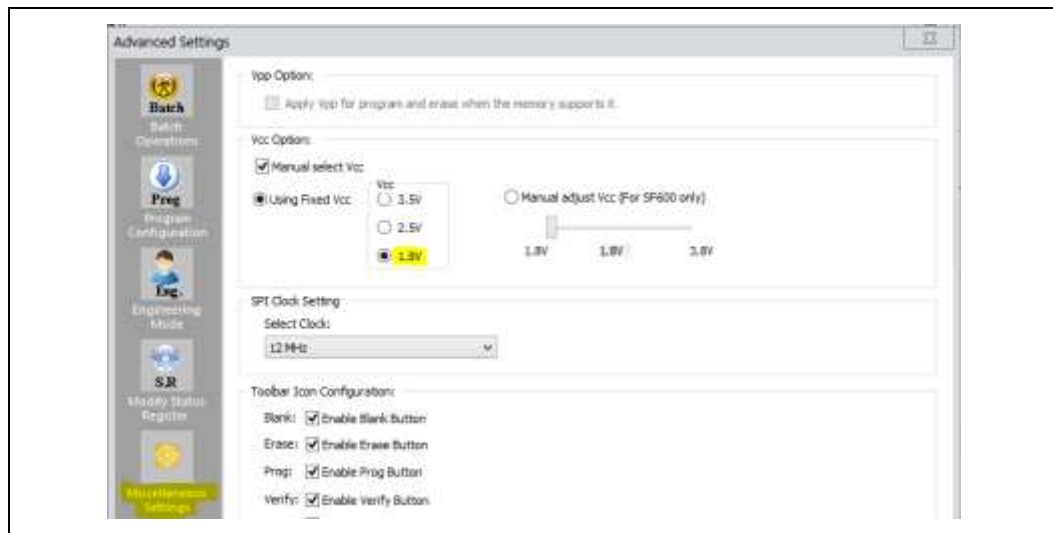 Advanced Settings
Batch
Batch
Operations
Prog
Program
Configuration
Eng.
Engineering
Mode
S.R
Modify Status
Register
Miscellaneous
Settings
Vpp Option:
Apply Vpp for program and erase when the memory supports it.
Vcc Option:
Manual select Vcc
Using Fixed Vcc
Vcc
3.5V
2.5V
1.8V
Manual adjust Vcc (For SF600 only)
1.8V 1.8V 3.8V
SPI Clock Setting
Select Clock:
12 MHz
Toolbar Icon Configuration:
Blank: Enable Blank Button
Erase: Enable Erase Button
Prog: Enable Prog Button
Verify: Enable Verify Button